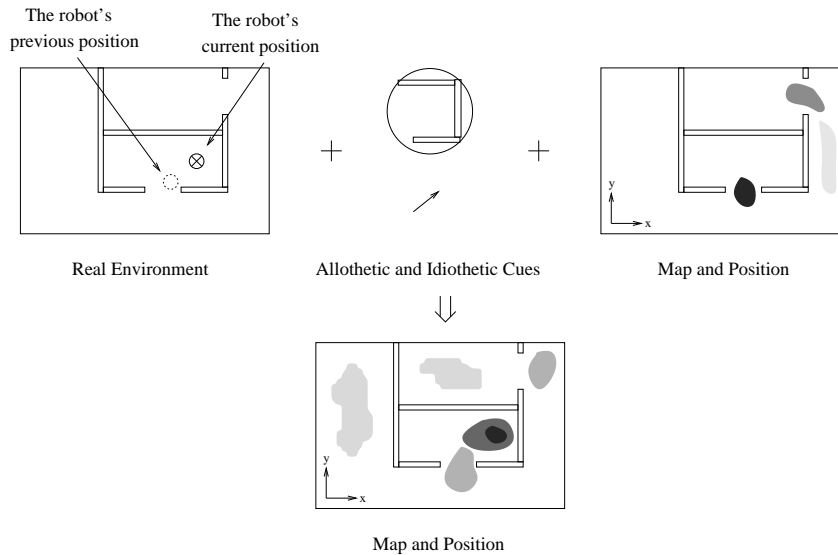 The robot's
previous position
The robot's
current position
y
x
Real Environment
Allothetic and Idiothetic Cues
Map and Position
y
x
Map and Position